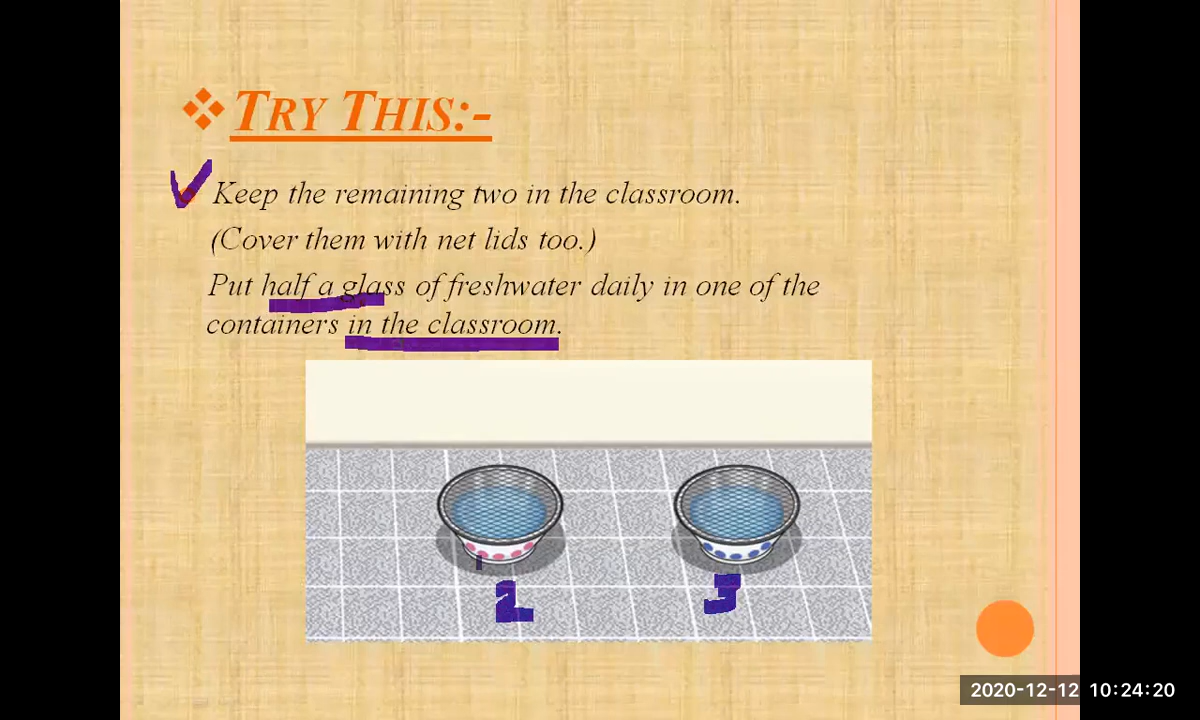 TRY THIS:-
Keep the remaining two in the classroom.
(Cover them with net lids too.)
Put half a glass of freshwater daily in one of the
containers in the classroom.
2 3
2020-12-12 10:24:20